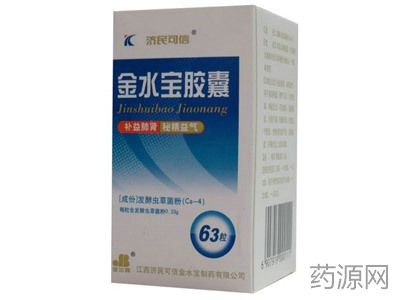 济民可信®
金水宝胶囊
Jinshuibao Jiaonang
补益肺肾 秘精益气
[成份]发酵虫草菌粉(Cs-4)
每粒含发酵虫草菌粉0.33g
63粒
江西济民可信金水宝制药有限公司
药源网